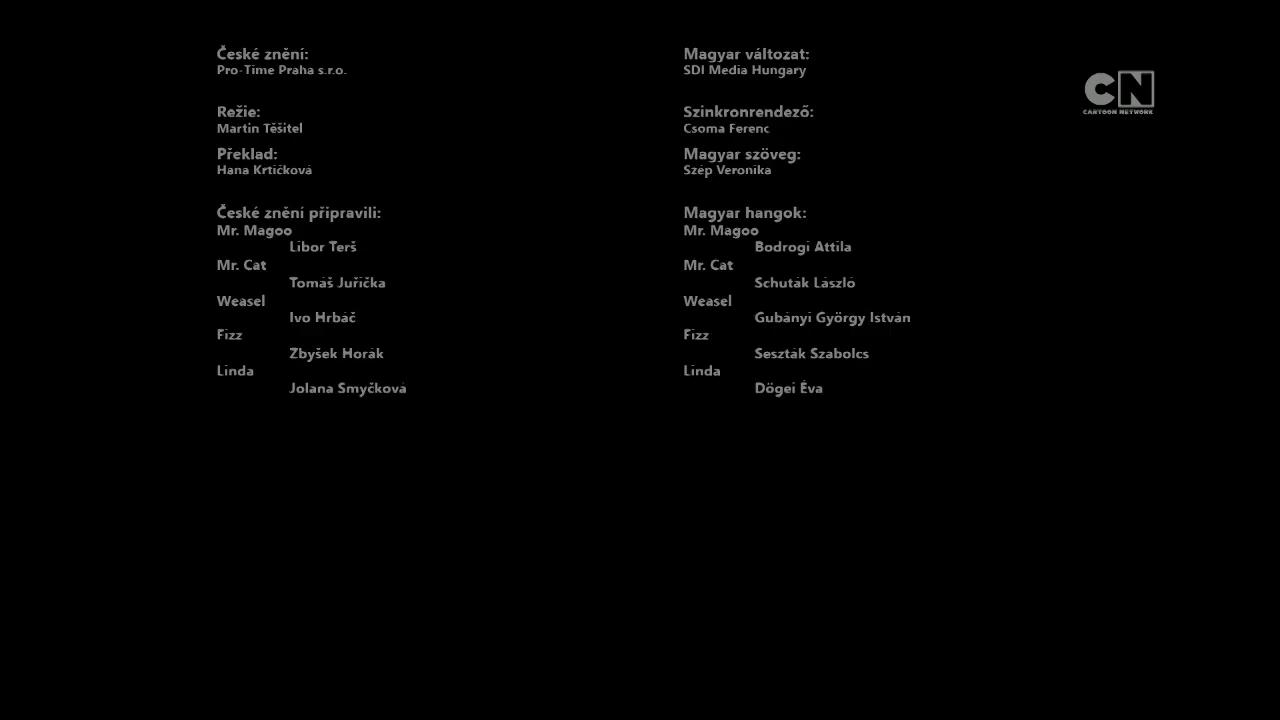 České znění:
Pro-Time Praha s.r.o.
Režie:
Martin Těšitel
Překlad:
Hana Krtičková
České znění připravili:
Mr. Magoo
Libor Terš
Mr. Cat
Tomáš Juřička
Weasel
Ivo Hrbáč
Fizz
Zbyšek Horák
Linda
Jolana Smyčková
Magyar változat:
SDI Media Hungary
Szinkronrendező:
Csoma Ferenc
Magyar szöveg:
Szép Veronika
Magyar hangok:
Mr. Magoo
Bodrogi Attila
Mr. Cat
Schuták László
Weasel
Gubányi György István
Fizz
Seszták Szabolcs
Linda
Dögei Éva
CN
CARTOON NETWORK